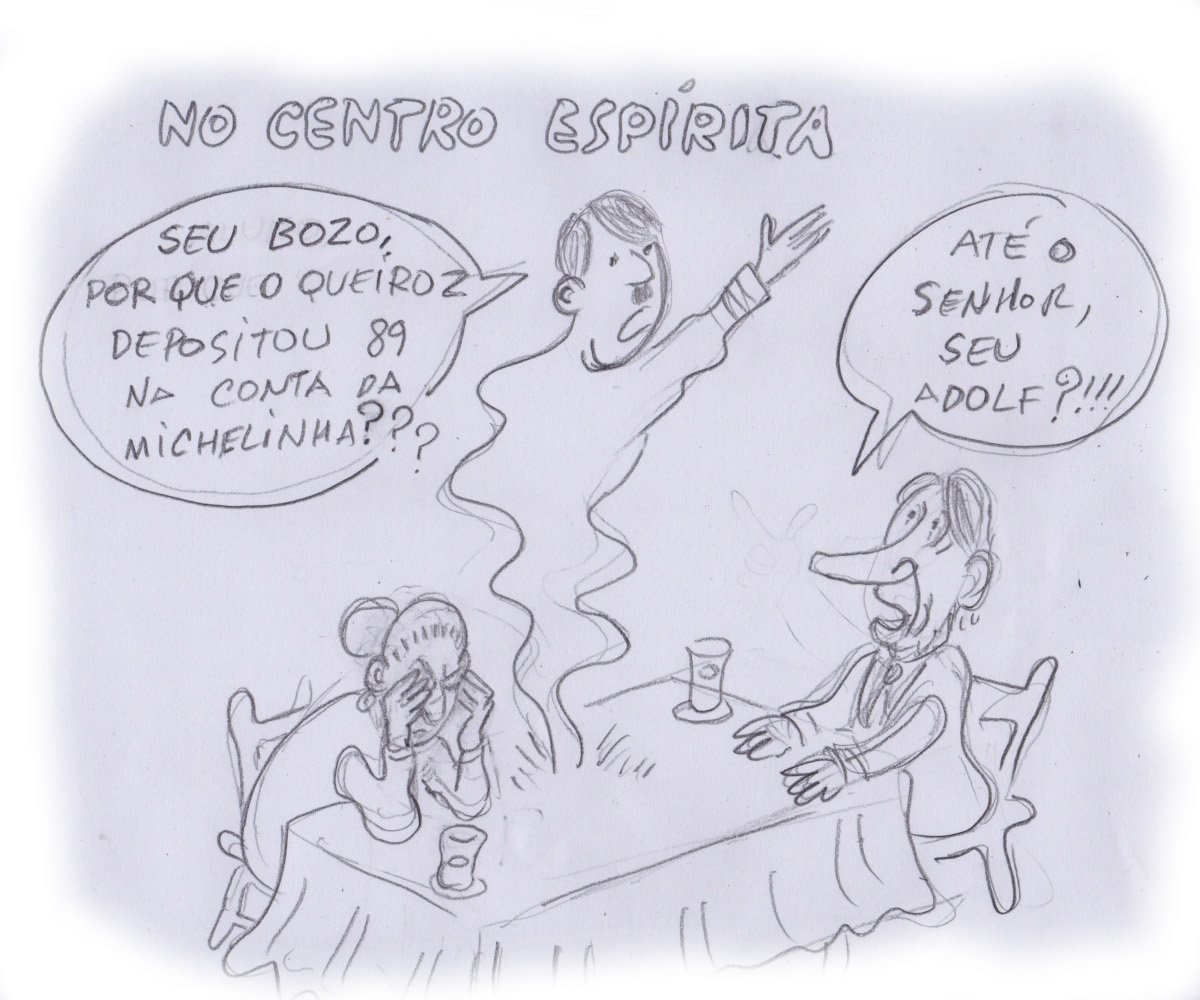 NO CENTRO ESPÍRITA
SEU BOZO,
POR QUE O QUEIROZ
DEPOSITOU 89
NA CONTA DA
MICHELINHA???
ATÉ O
SENHOR,
SEU
ADOLF?!!!